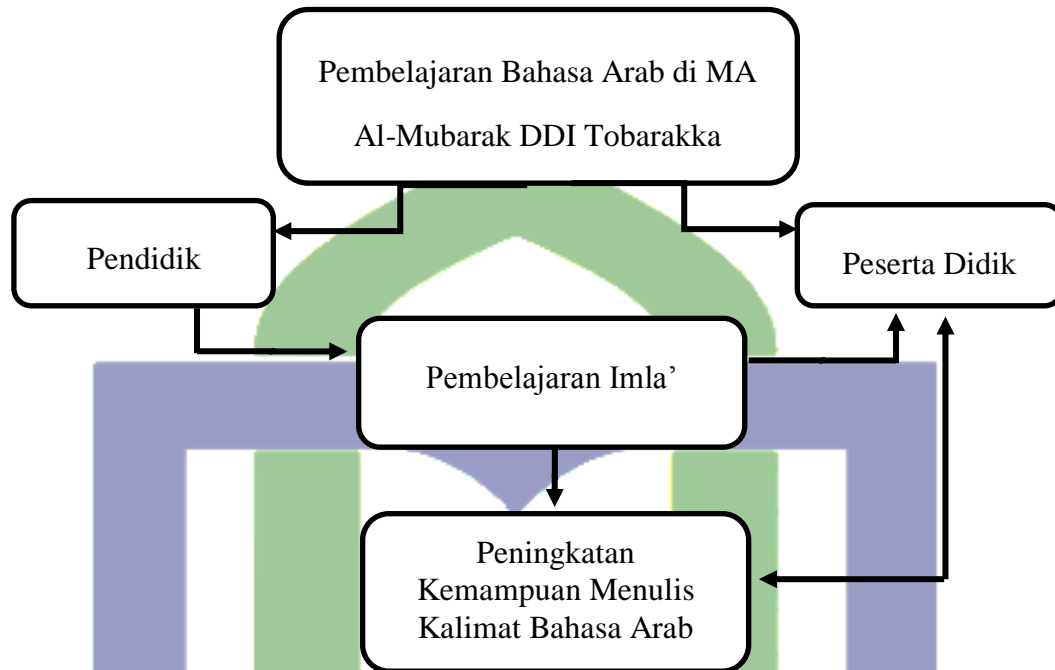 Pembelajaran Bahasa Arab di MA
Al-Mubarak DDI Tobarakka
Pendidik
Peserta Didik
Pembelajaran Imla’
Peningkatan
Kemampuan Menulis
Kalimat Bahasa Arab